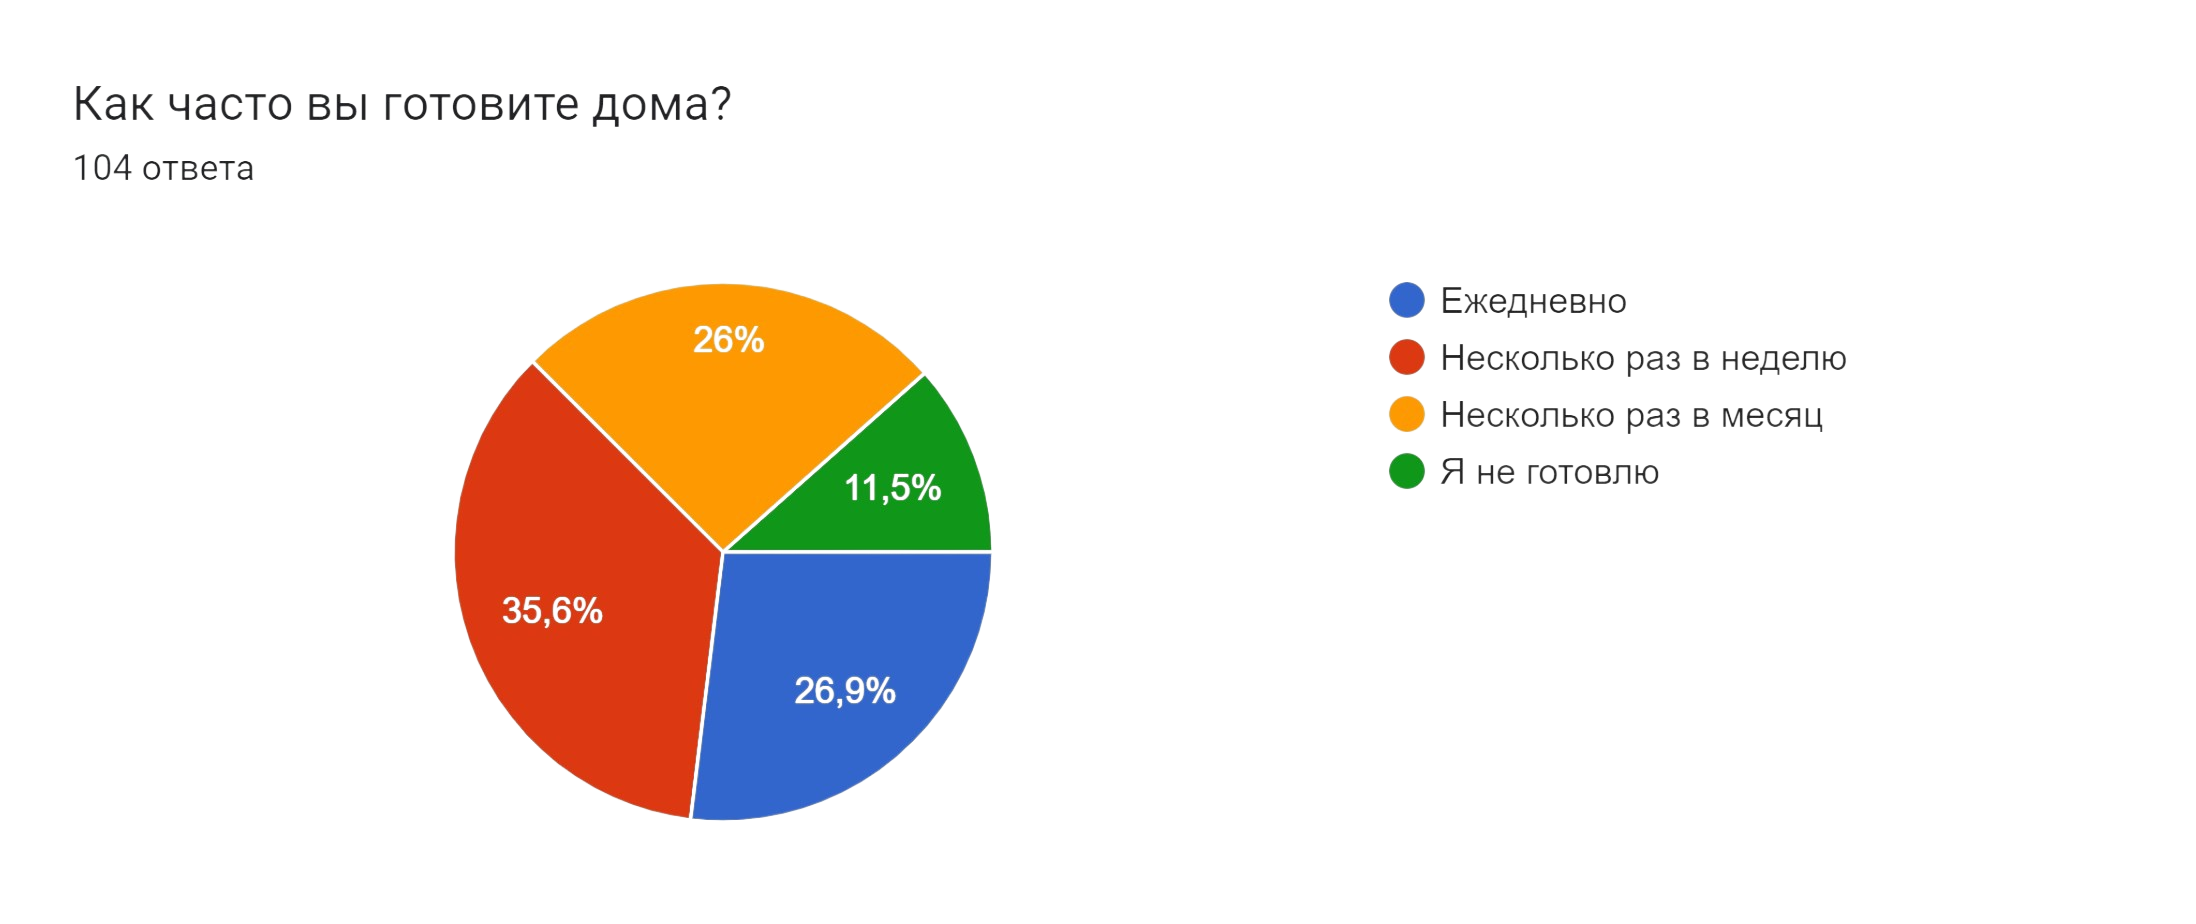 Как часто вы готовите дома?
104 ответа
26%
11,5%
35,6%
26,9%
Ежедневно
Несколько раз в неделю
Несколько раз в месяц
Я не готовлю